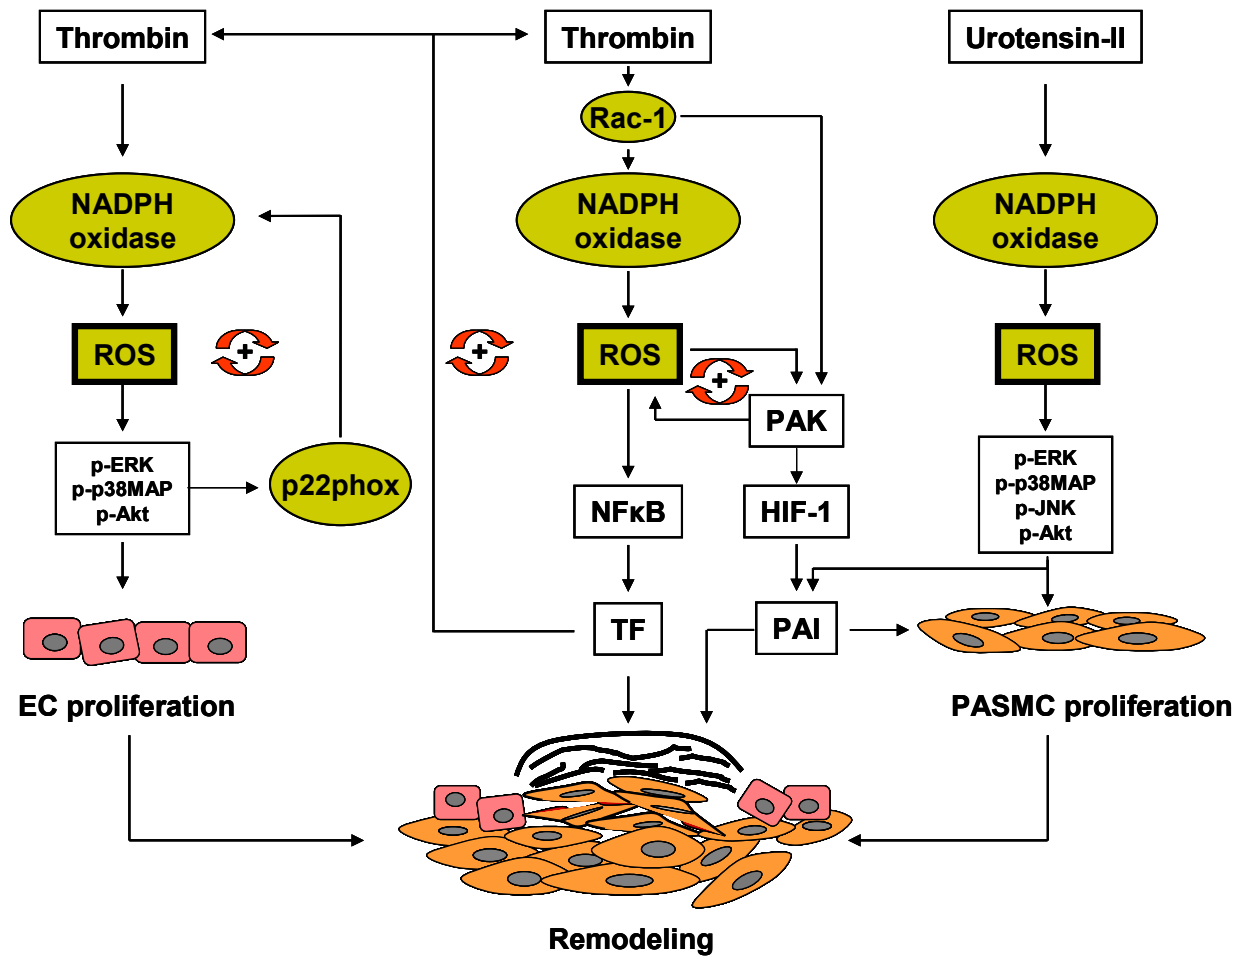 Thrombin
Thrombin
Urotensin-II
Rac-1
NADPH
oxidase
NADPH
oxidase
NADPH
oxidase
ROS
+
+
ROS
+
ROS
PAK
p-ERK
p-p38MAP
p-Akt
p22phox
NFκB
HIF-1
p-ERK
p-p38MAP
p-JNK
p-Akt
TF
PAI
EC proliferation
PASMC proliferation
Remodeling